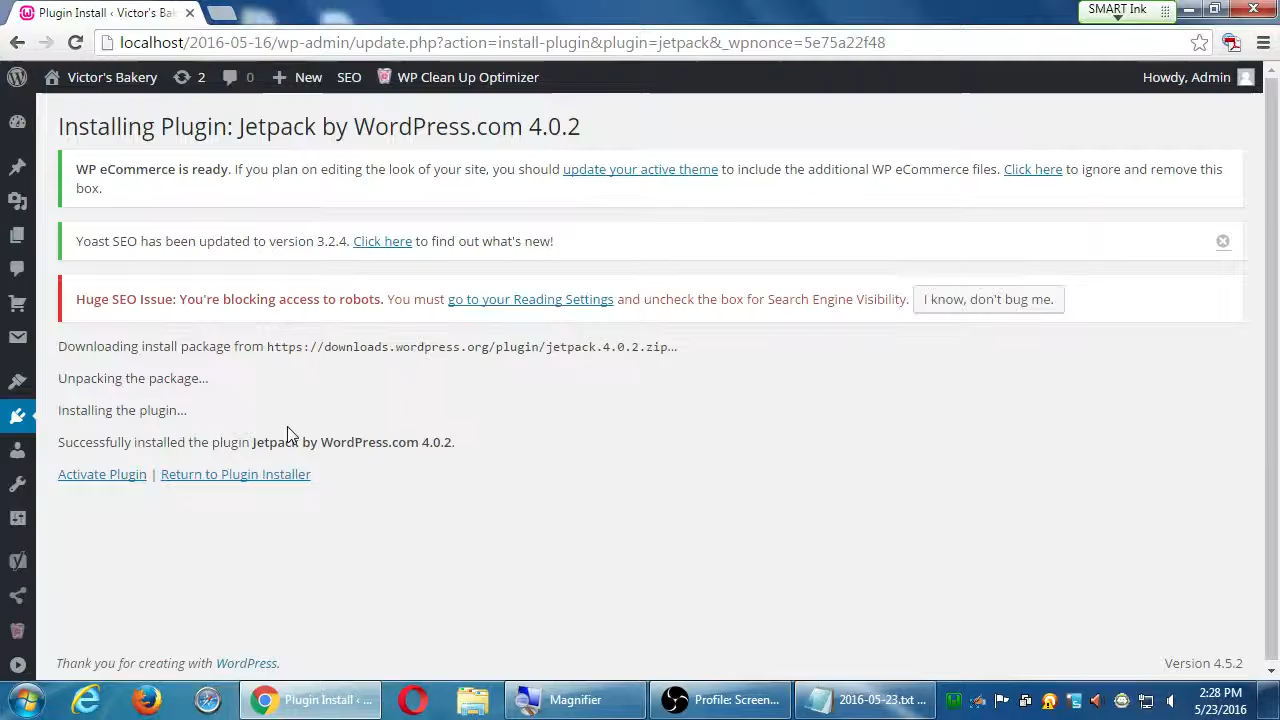 Plugin Install ‹ Victor's Bak
SMART Ink
localhost/2016-05-16/wp-admin/update.php?action=install-plugin&plugin=jetpack&_wpnonce=5e75a22f48
Victor's Bakery 2 0 New SEO WP Clean Up Optimizer Howdy, Admin
Installing Plugin: Jetpack by WordPress.com 4.0.2
WP eCommerce is ready. If you plan on editing the look of your site, you should update your active theme to include the additional WP eCommerce files. Click here to ignore and remove this
box.
Yoast SEO has been updated to version 3.2.4. Click here to find out what's new!
Huge SEO Issue: You're blocking access to robots. You must go to your Reading Settings and uncheck the box for Search Engine Visibility. I know, don't bug me.
Downloading install package from https://downloads.wordpress.org/plugin/jetpack.4.0.2.zip…
Unpacking the package…
Installing the plugin…
Successfully installed the plugin Jetpack by WordPress.com 4.0.2.
Activate Plugin | Return to Plugin Installer
Thank you for creating with WordPress. Version 4.5.2
Plugin Install ‹ ... Magnifier Profile: Screen... 2016-05-23.txt ... 2:28 PM
5/23/2016